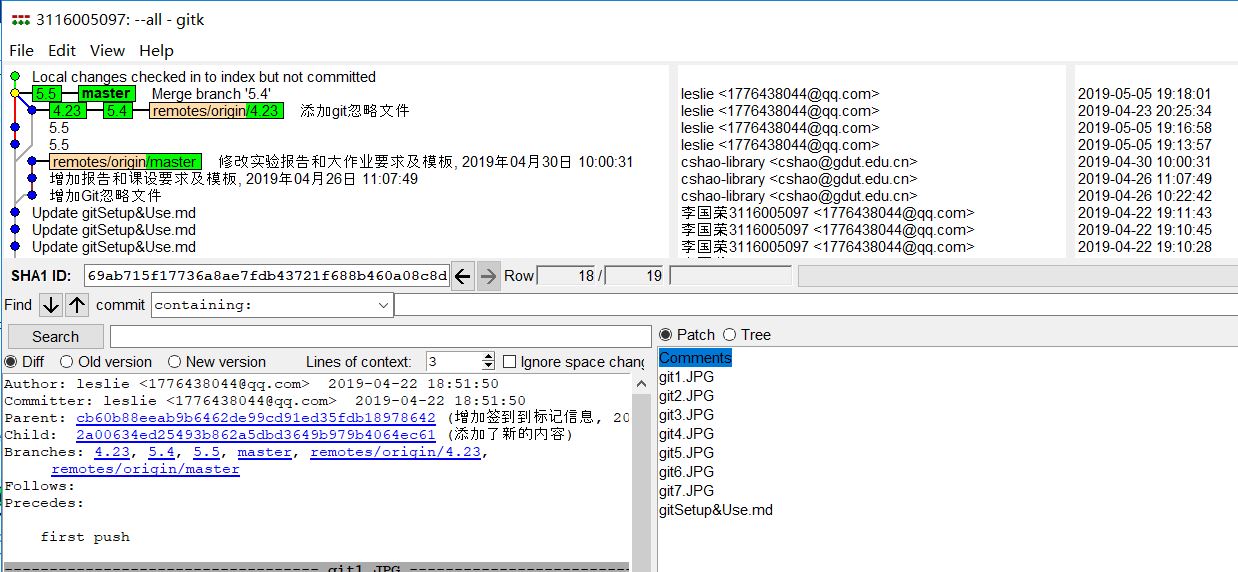 3116005097: --all - gitk
File Edit View Help
Local changes checked in to index but not committed
5.5 master Merge branch '5.4' leslie <1776438044@qq.com> 2019-05-05 19:18:01
4.23 5.4 remotes/origin/4.23 添加git忽略文件 leslie <1776438044@qq.com> 2019-04-23 20:25:34
5.5 leslie <1776438044@qq.com> 2019-05-05 19:16:58
5.5 leslie <1776438044@qq.com> 2019-05-05 19:13:57
remotes/origin/master 修改实验报告和大作业要求及模板, 2019年04月30日 10:00:31 cshao-library <cshao@gdut.edu.cn> 2019-04-30 10:00:31
增加报告和课设要求及模板, 2019年04月26日 11:07:49 cshao-library <cshao@gdut.edu.cn> 2019-04-26 11:07:49
增加Git忽略文件 cshao-library <cshao@gdut.edu.cn> 2019-04-26 10:22:42
Update gitSetup&Use.md 李国荣3116005097 <1776438044@qq.com> 2019-04-22 19:11:43
Update gitSetup&Use.md 李国荣3116005097 <1776438044@qq.com> 2019-04-22 19:10:45
Update gitSetup&Use.md 李国荣3116005097 <1776438044@qq.com> 2019-04-22 19:10:28
SHA1 ID: 69ab715f17736a8ae7fdb43721f688b460a08c8d Row 18 / 19
Find commit containing:
Search
Diff Old version New version Lines of context: 3 Ignore space chang
Author: leslie <1776438044@qq.com> 2019-04-22 18:51:50
Committer: leslie <1776438044@qq.com> 2019-04-22 18:51:50
Parent: cb60b88eeab9b6462de99cd91ed35fdb18978642 (增加签到到标记信息, 20
Child: 2a00634ed25493b862a5dbd3649b979b4064ec61 (添加了新的内容)
Branches: 4.23, 5.4, 5.5, master, remotes/origin/4.23,
remotes/origin/master
Follows:
Precedes:
first push
git1.JPG
Patch Tree
Comments
git1.JPG
git2.JPG
git3.JPG
git4.JPG
git5.JPG
git6.JPG
git7.JPG
gitSetup&Use.md